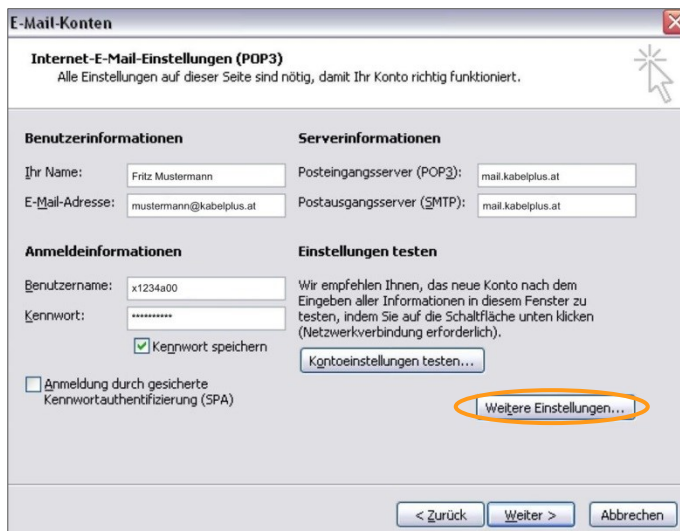 E-Mail-Konten
Internet-E-Mail-Einstellungen (POP3)
Alle Einstellungen auf dieser Seite sind nötig, damit Ihr Konto richtig funktioniert.
Benutzerinformationen
Ihr Name: Fritz Mustermann
E-Mail-Adresse: mustermann@kabelplus.at
Serverinformationen
Posteingangsserver (POP3): mail.kabelplus.at
Postausgangsserver (SMTP): mail.kabelplus.at
Anmeldeinformationen
Benutzername: x1234a00
Kennwort: **********
Kennwort speichern
Anmeldung durch gesicherte
Kennwortauthentifizierung (SPA)
Einstellungen testen
Wir empfehlen Ihnen, das neue Konto nach dem
Eingeben aller Informationen in diesem Fenster zu
testen, indem Sie auf die Schaltfläche unten klicken
(Netzwerkverbindung erforderlich).
Kontoeinstellungen testen...
Weitere Einstellungen...
< Zurück
Weiter >
Abbrechen